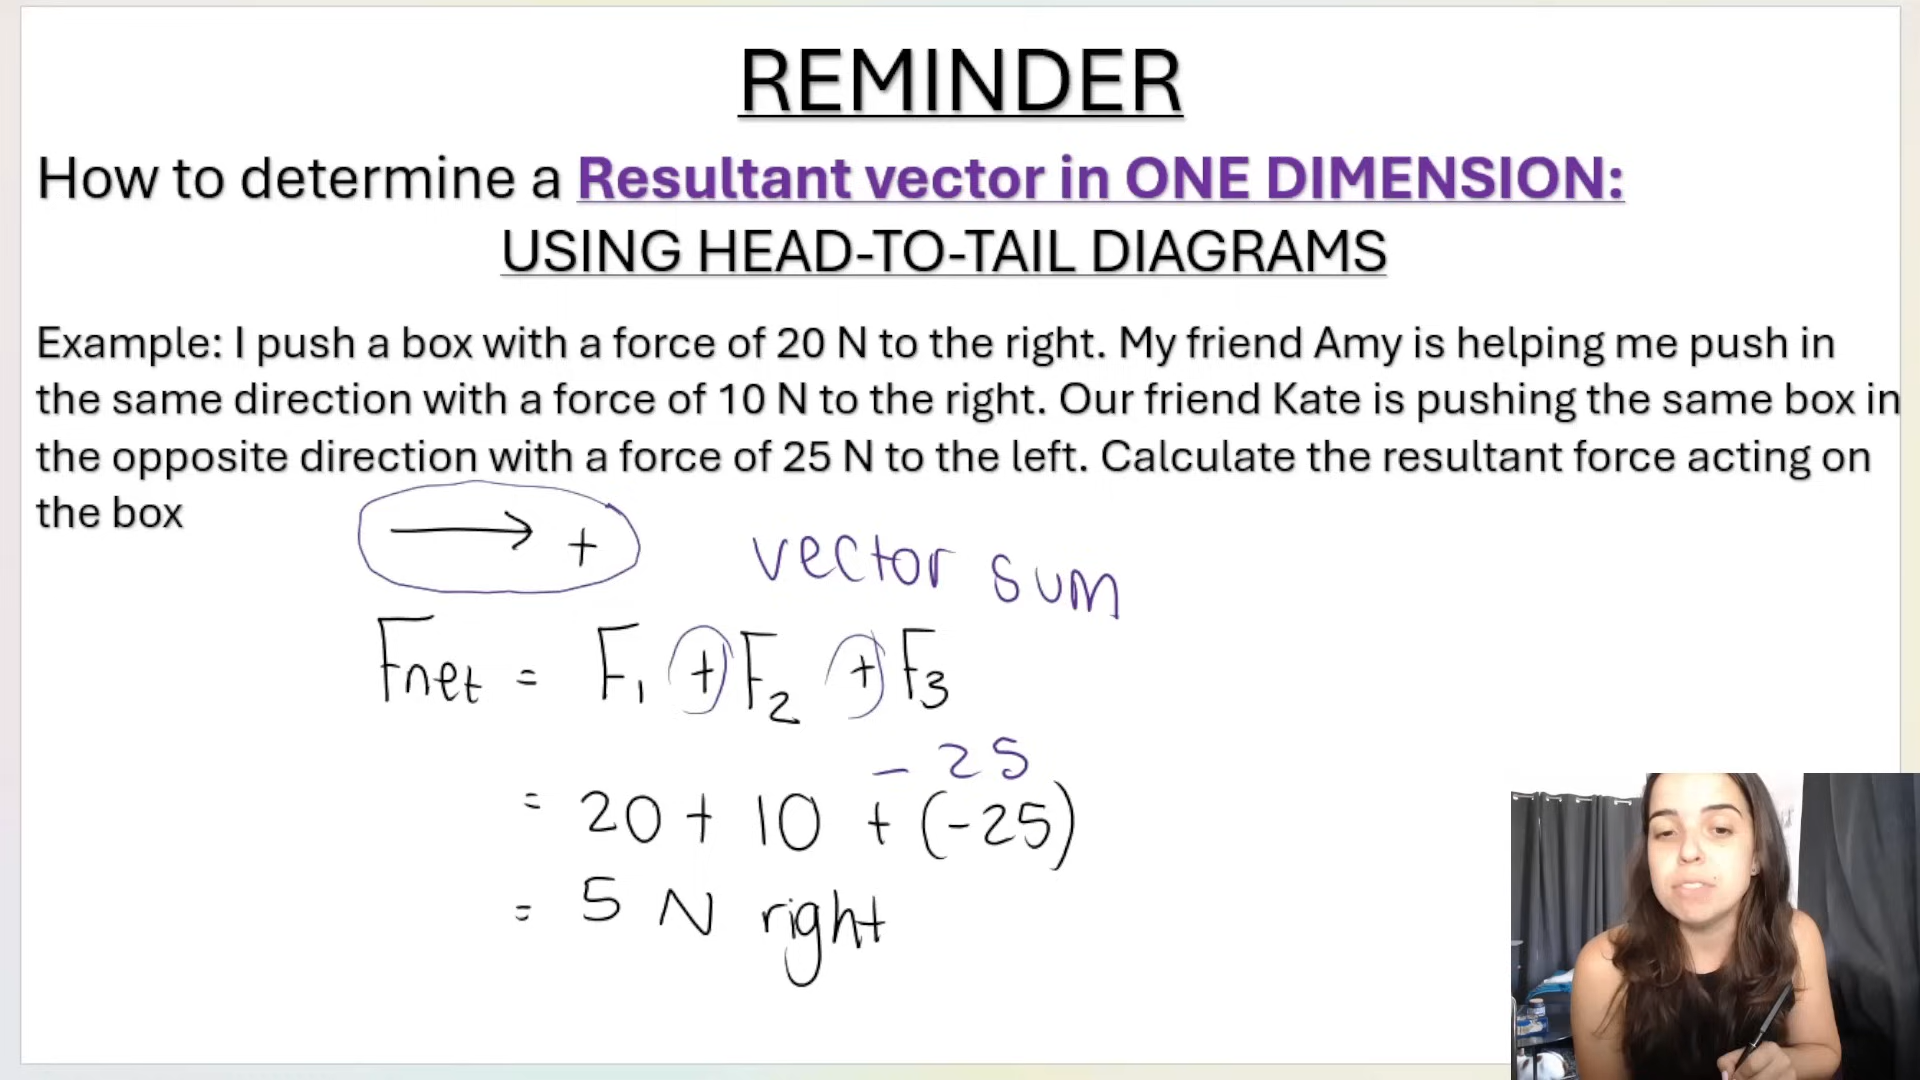 REMINDER
How to determine a Resultant vector in ONE DIMENSION:
USING HEAD-TO-TAIL DIAGRAMS
Example: I push a box with a force of 20 N to the right. My friend Amy is helping me push in
the same direction with a force of 10 N to the right. Our friend Kate is pushing the same box in
the opposite direction with a force of 25 N to the left. Calculate the resultant force acting on
the box
→ +
vector sum
Fnet = F₁ + F₂ + F₃
- 25
= 20 + 10 + (-25)
= 5 N right